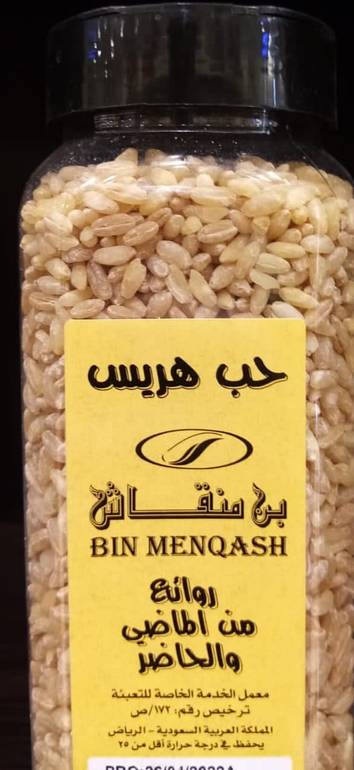 حب هريس
بن منقاش
BIN MENQASH
روائع
من الماضي
والحاضر
معمل الخدمة الخاصة للتعبئة
ترخيص رقم: ١٧٢/ص
المملكة العربية السعودية - الرياض
يحفظ في درجة حرارة أقل من ٢٥